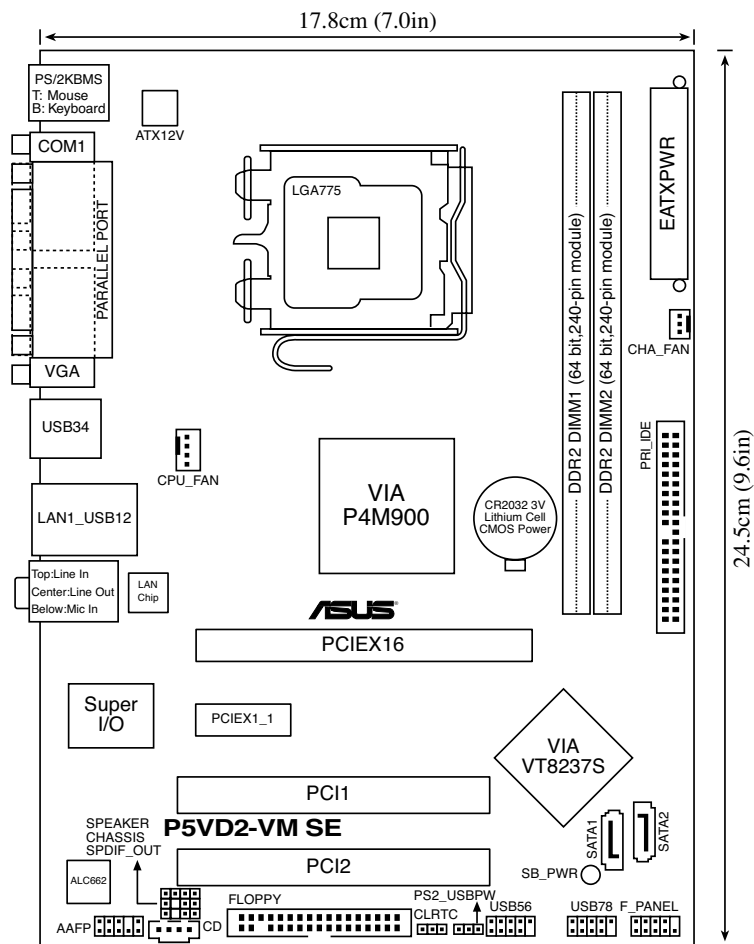 17.8cm (7.0in)
PS/2KBMS
T: Mouse
B: Keyboard
ATX12V
COM1
PARALLEL PORT
VGA
LGA775
DDR2 DIMM1 (64 bit,240-pin module)
DDR2 DIMM2 (64 bit,240-pin module)
EATXPWR
CHA_FAN
24.5cm (9.6in)
USB34
CPU_FAN
PRI_IDE
VIA
P4M900
CR2032 3V
Lithium Cell
CMOS Power
LAN1_USB12
Top:Line In
Center:Line Out
Below:Mic In
LAN
Chip
ASUS
PCIEX16
Super
I/O
PCIEX1_1
VIA
VT8237S
PCI1
P5VD2-VM SE
SPEAKER
CHASSIS
SPDIF_OUT
PCI2
SATA1
SATA2
SB_PWR
ALC662
AAFP
CD
FLOPPY
PS2_USBPW
CLRTC
USB56
USB78
F_PANEL